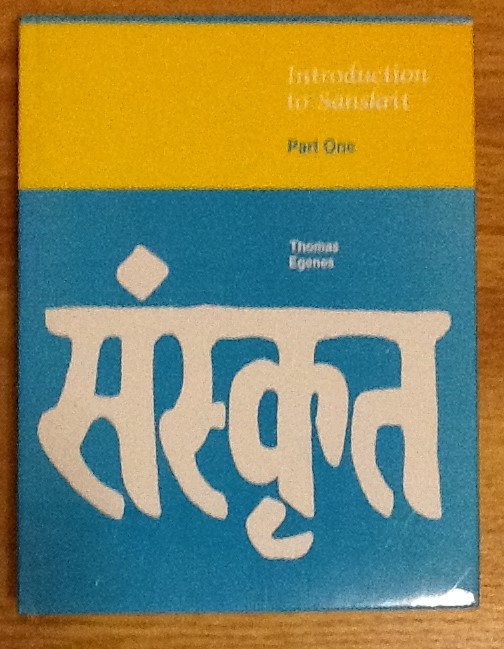 Introduction
to Sanskrit
Part One
Thomas
Egenes
संस्कृत